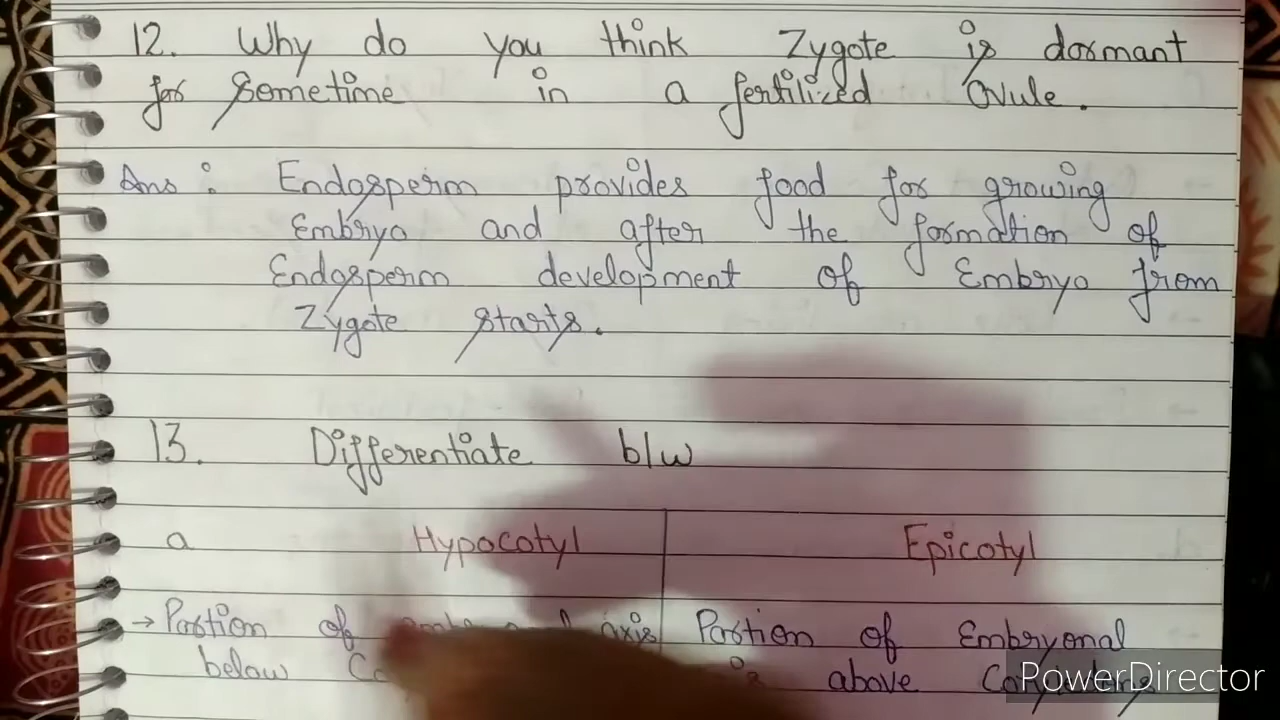 12. Why do you think Zygote is dormant
for sometime in a fertilized Ovule.
Ans : Endosperm provides food for growing
Embryo and after the formation of
Endosperm development of Embryo from
Zygote starts.
13. Differentiate b/w
a Hypocotyl Epicotyl
→ Portion of axis Portion of Embryonal
below above
PowerDirector